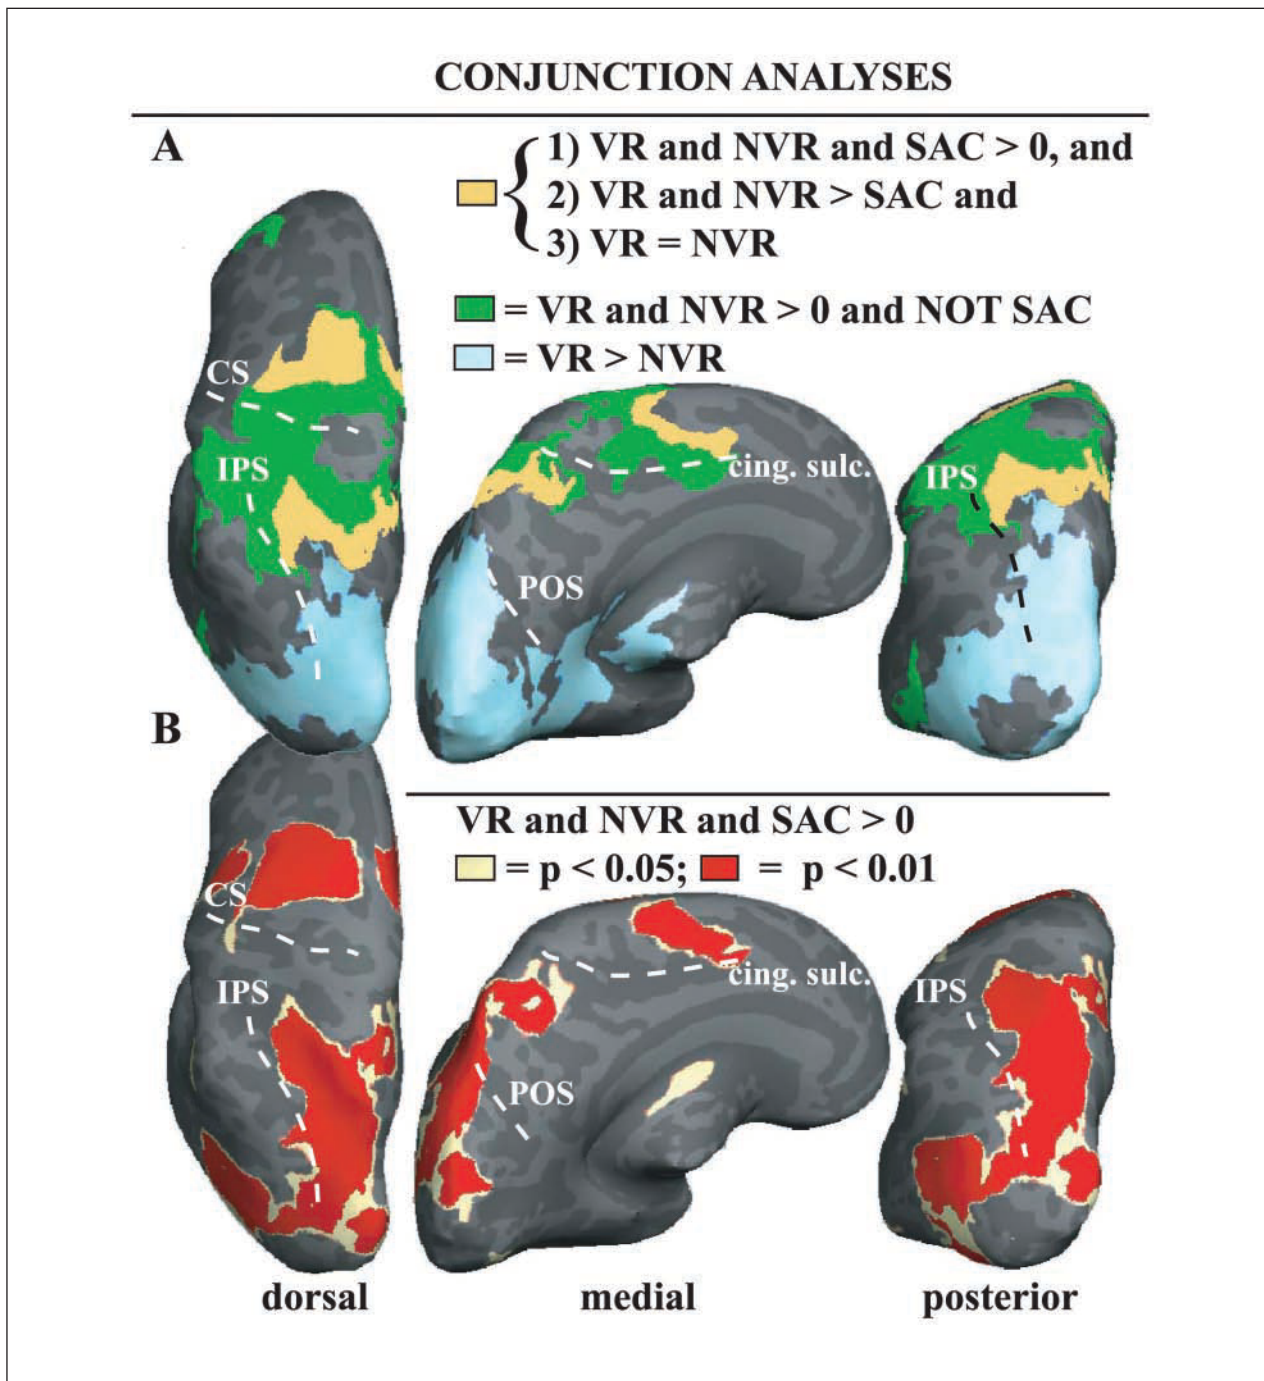 CONJUNCTION ANALYSES
A
1) VR and NVR and SAC > 0, and
2) VR and NVR > SAC and
3) VR = NVR
= VR and NVR > 0 and NOT SAC
= VR > NVR
CS
IPS
cing. sulc.
POS
IPS
B
VR and NVR and SAC > 0
= p < 0.05; = p < 0.01
CS
IPS
cing. sulc.
POS
IPS
dorsal medial posterior